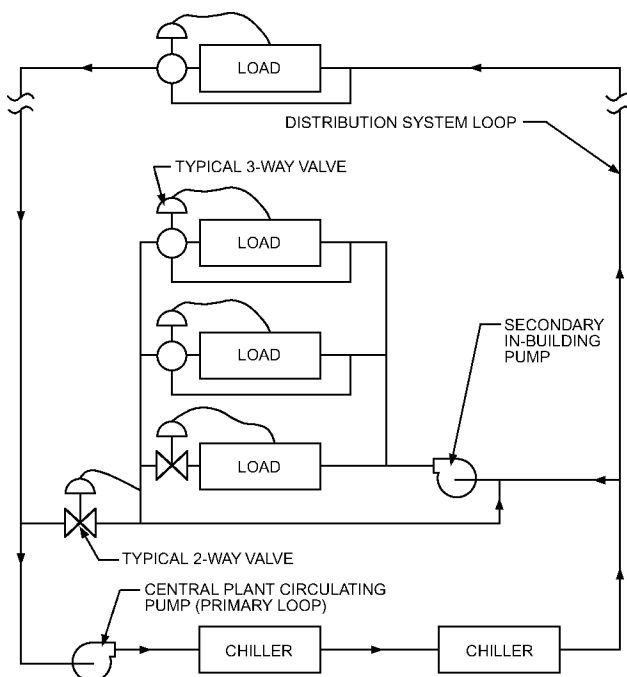 LOAD
DISTRIBUTION SYSTEM LOOP
TYPICAL 3-WAY VALVE
LOAD
LOAD
SECONDARY
IN-BUILDING
PUMP
LOAD
TYPICAL 2-WAY VALVE
CENTRAL PLANT CIRCULATING
PUMP (PRIMARY LOOP)
CHILLER
CHILLER